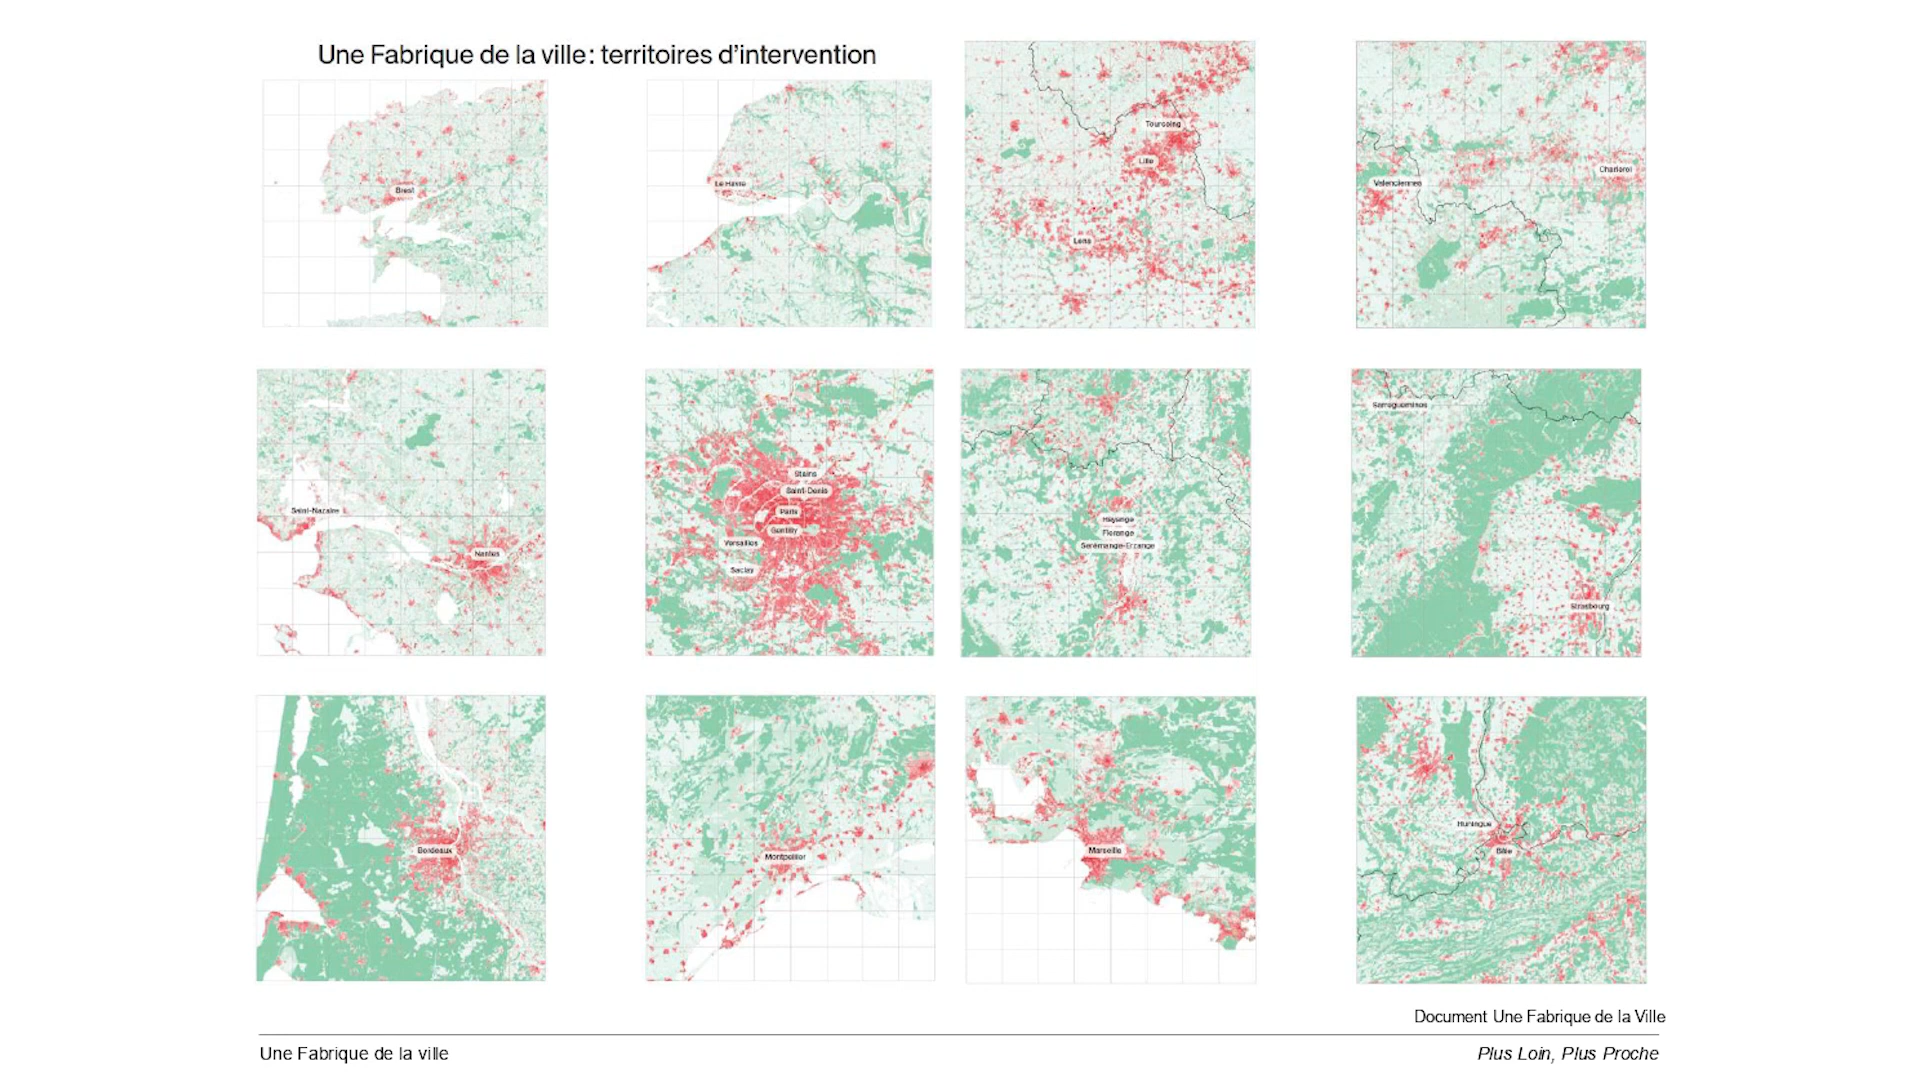 Une Fabrique de la ville : territoires d'intervention
Brest
Le Havre
Tourcoing
Lille
Lens
Valenciennes
Charleroi
Saint-Nazaire
Nantes
Stains
Saint-Denis
Paris
Gentilly
Versailles
Saclay
Hayange
Florange
Serémange-Erzange
Sarreguemines
Strasbourg
Bordeaux
Montpellier
Marseille
Huningue
Bâle
Document Une Fabrique de la Ville
Une Fabrique de la ville
Plus Loin, Plus Proche